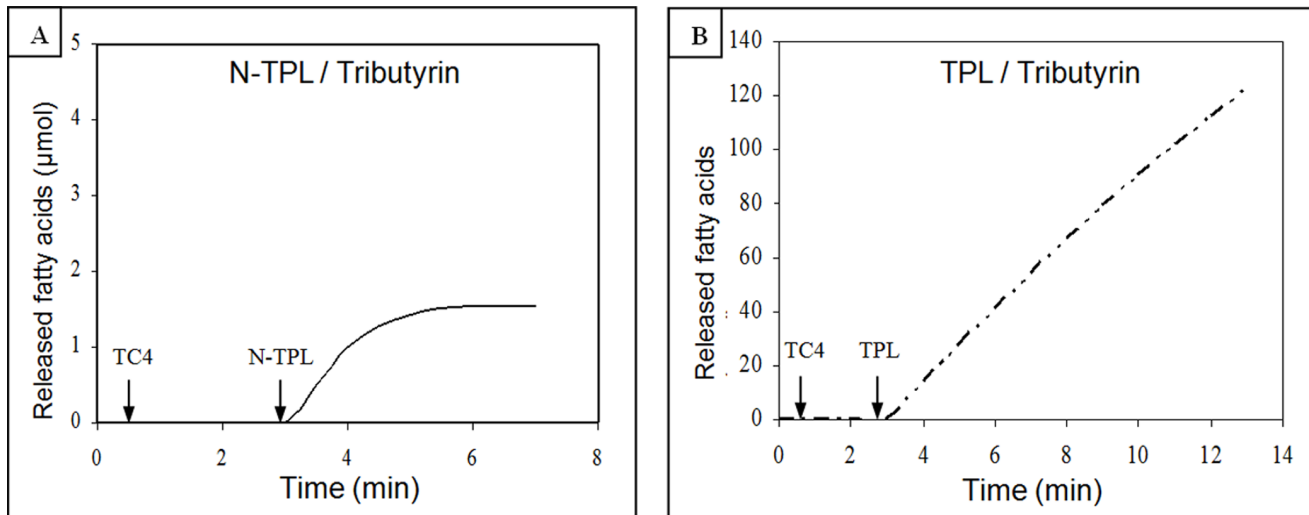 A
N-TPL / Tributyrin
Released fatty acids (µmol)
5
4
3
2
1
0
TC4
N-TPL
0 2 4 6 8
Time (min)
B
TPL / Tributyrin
Released fatty acids
140
120
100
80
60
40
20
0
TC4
TPL
0 2 4 6 8 10 12 14
Time (min)